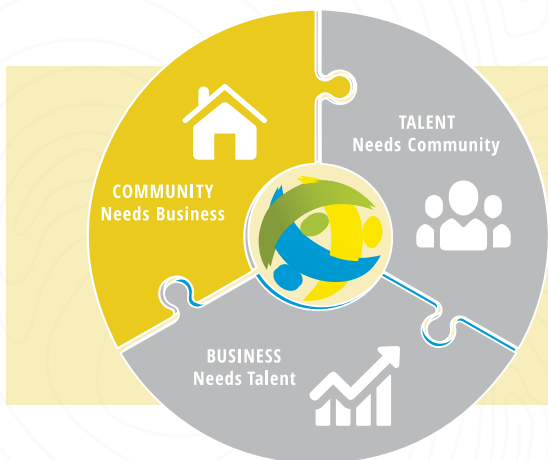 TALENT
Needs Community
COMMUNITY
Needs Business
BUSINESS
Needs Talent